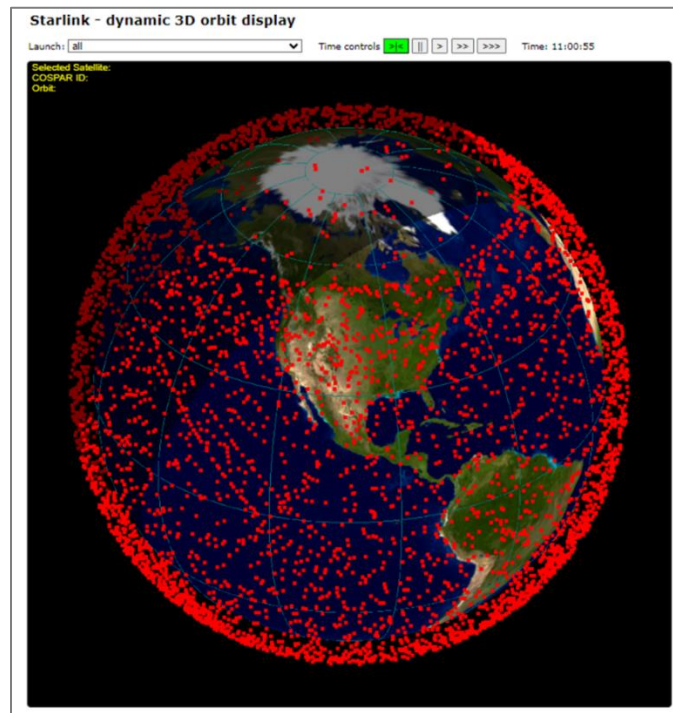 Starlink - dynamic 3D orbit display
Launch: all Time controls >|< || > >> >>> Time: 11:00:55
Selected Satellite:
COSPAR ID:
Orbit: